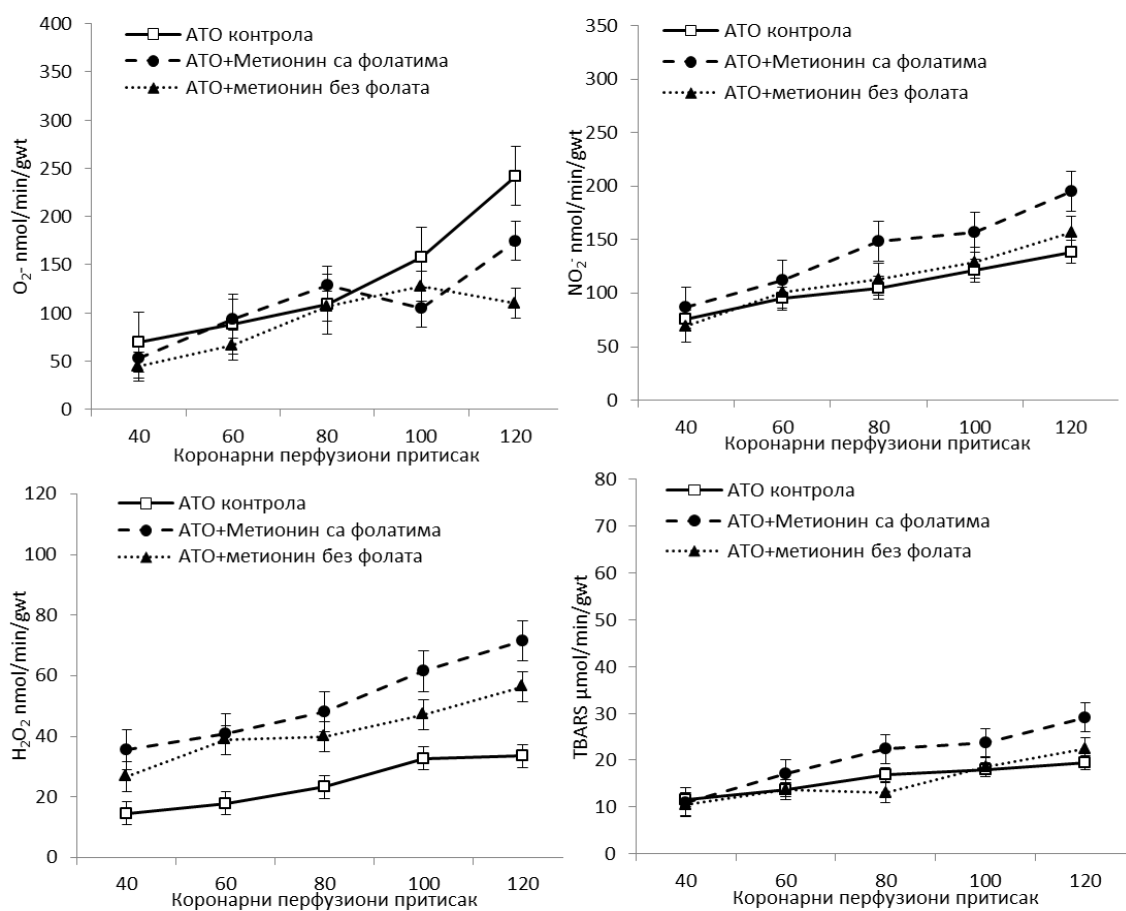 АТО контрола
АТО+Метионин са фолатима
АТО+метионин без фолата
O₂- nmol/min/gwt
400
350
300
250
200
150
100
50
0
40 60 80 100 120
Коронарни перфузиони притисак
АТО контрола
АТО+Метионин са фолатима
АТО+метионин без фолата
NO₂⁻ nmol/min/gwt
350
300
250
200
150
100
50
0
40 60 80 100 120
Коронарни перфузиони притисак
АТО контрола
АТО+Метионин са фолатима
АТО+метионин без фолата
H₂O₂ nmol/min/gwt
120
100
80
60
40
20
0
40 60 80 100 120
Коронарни перфузиони притисак
АТО контрола
АТО+Метионин са фолатима
АТО+метионин без фолата
TBARS µmol/min/gwt
80
70
60
50
40
30
20
10
0
40 60 80 100 120
Коронарни перфузиони притисак